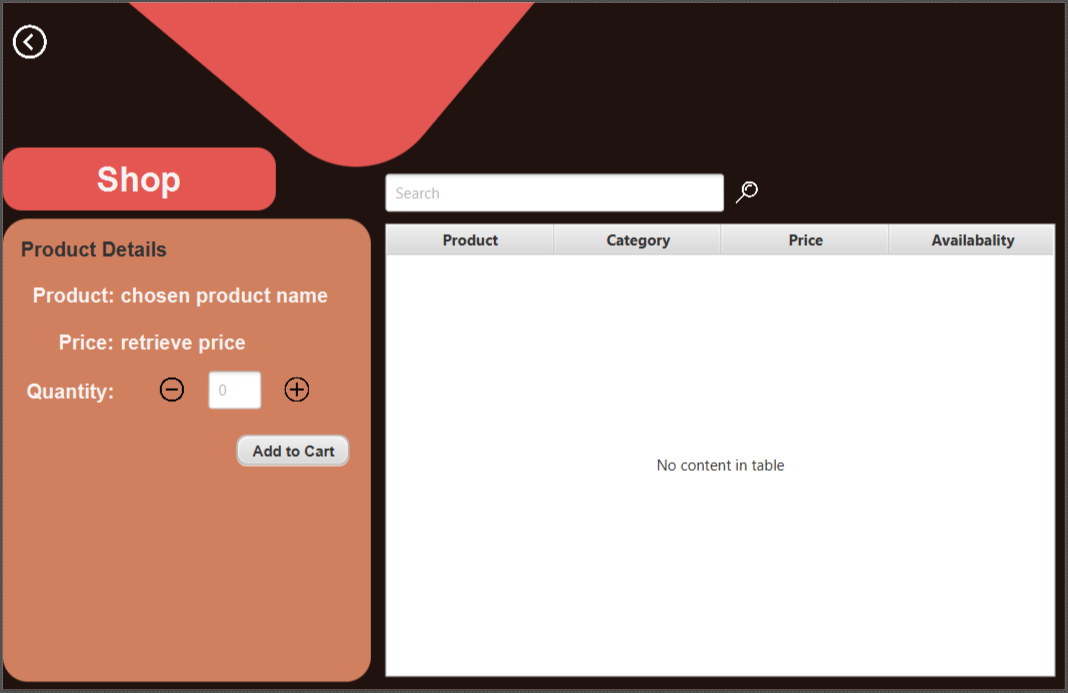 Shop
Product Details
Product: chosen product name
Price: retrieve price
Quantity: 0
Add to Cart
Search
Product Category Price Availabality
No content in table